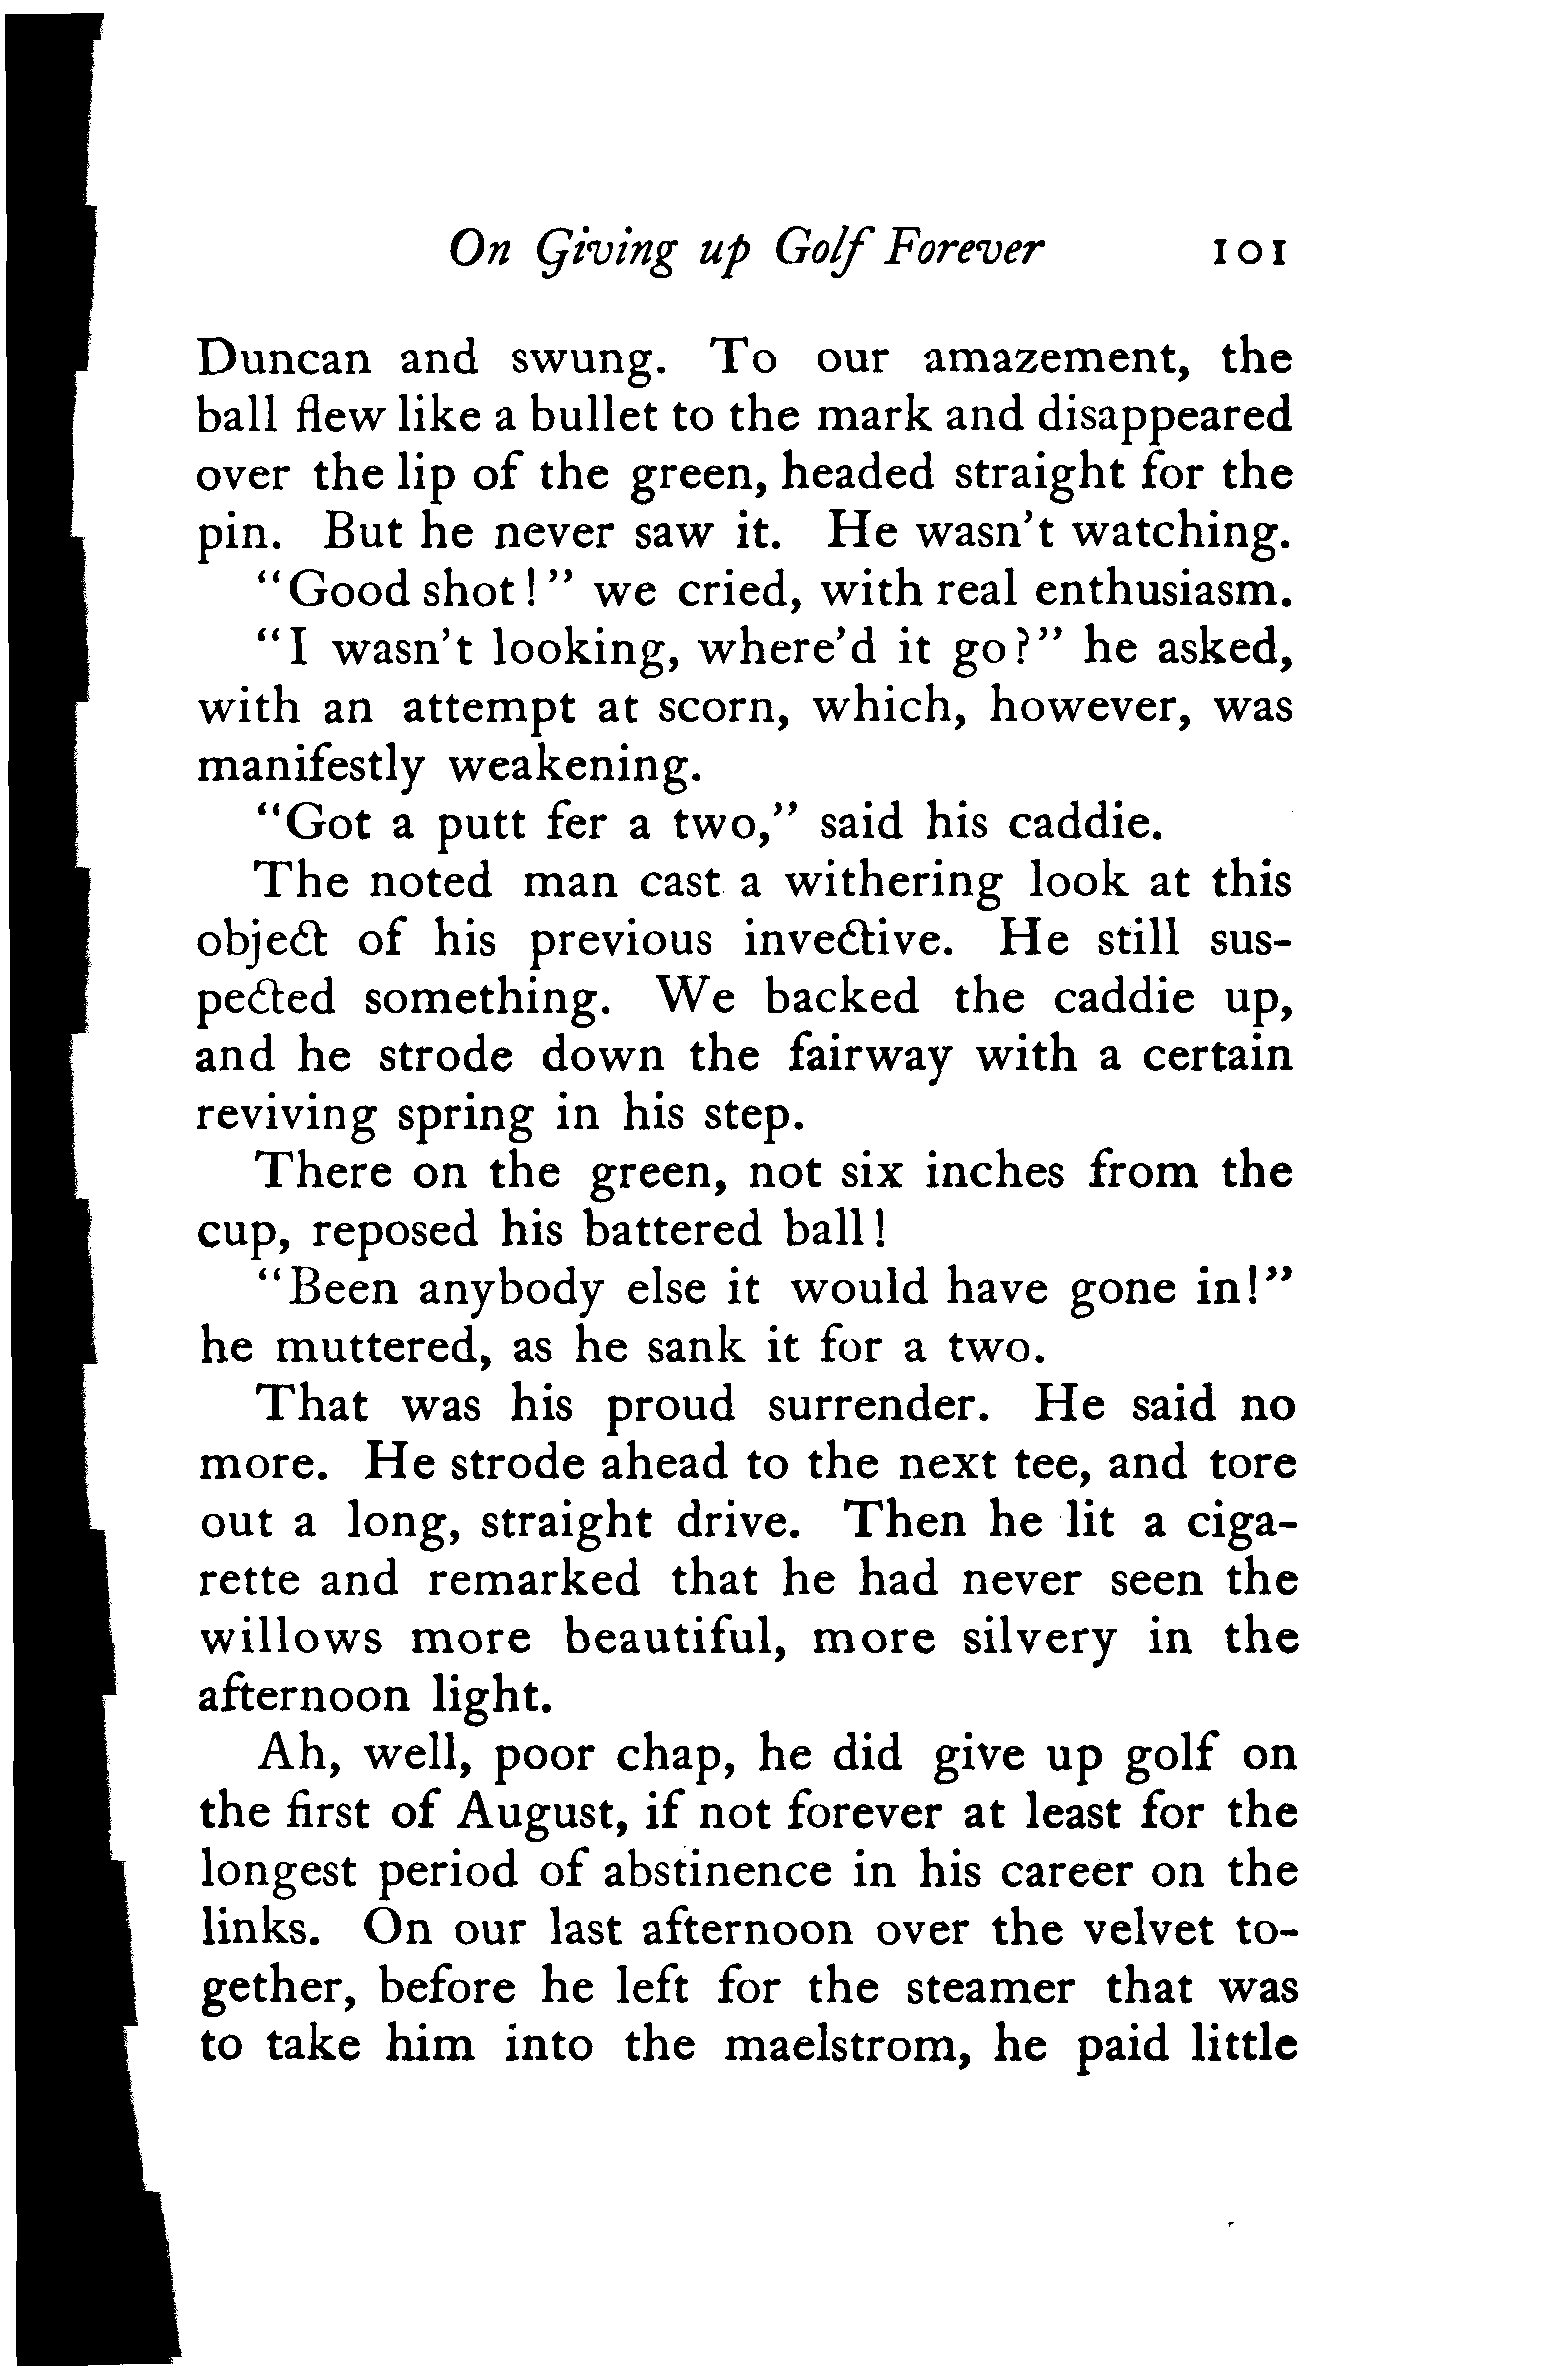 On Giving up Golf Forever 101
Duncan and swung. To our amazement, the
ball flew like a bullet to the mark and disappeared
over the lip of the green, headed straight for the
pin. But he never saw it. He wasn't watching.
"Good shot!" we cried, with real enthusiasm.
"I wasn't looking, where'd it go?" he asked,
with an attempt at scorn, which, however, was
manifestly weakening.
"Got a putt fer a two," said his caddie.
The noted man cast a withering look at this
object of his previous invective. He still sus-
pected something. We backed the caddie up,
and he strode down the fairway with a certain
reviving spring in his step.
There on the green, not six inches from the
cup, reposed his battered ball!
"Been anybody else it would have gone in!"
he muttered, as he sank it for a two.
That was his proud surrender. He said no
more. He strode ahead to the next tee, and tore
out a long, straight drive. Then he lit a ciga-
rette and remarked that he had never seen the
willows more beautiful, more silvery in the
afternoon light.
Ah, well, poor chap, he did give up golf on
the first of August, if not forever at least for the
longest period of abstinence in his career on the
links. On our last afternoon over the velvet to-
gether, before he left for the steamer that was
to take him into the maelstrom, he paid little